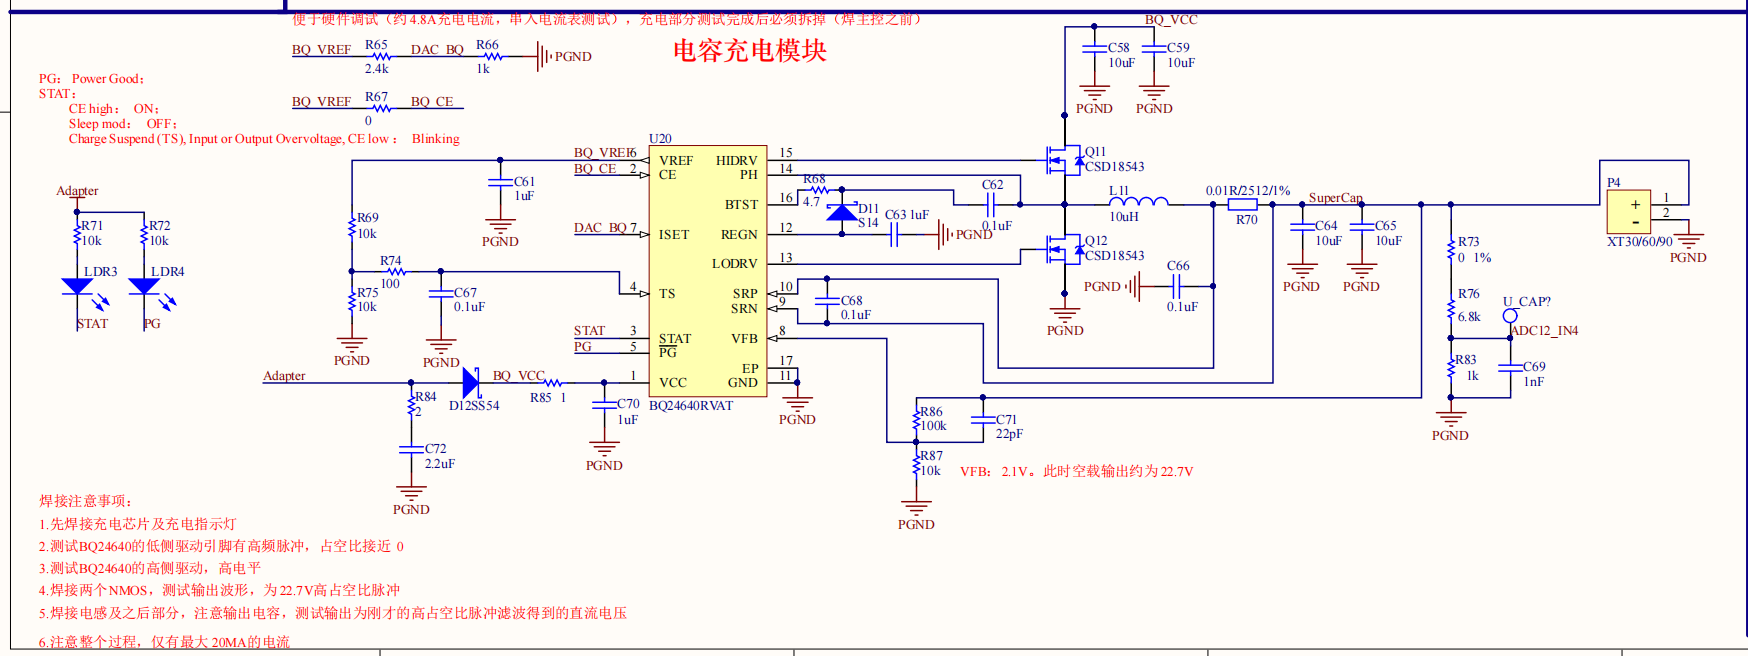 便于硬件调试（约 4.8A充电电流，串入电流表测试），充电部分测试完成后必须拆掉（焊主控之前）
电容充电模块
BQ_VREF R65 2.4k DAC_BQ R66 1k PGND
BQ_VREF R67 0 BQ_CE
PG： Power Good；
STAT：
CE high： ON；
Sleep mod： OFF；
Charge Suspend (TS), Input or Output Overvoltage, CE low： Blinking
BQ_VCC
C58 10uF
C59 10uF
PGND PGND
Adapter
R71 10k
R72 10k
LDR3 LDR4
STAT PG
R69 10k
R74 100
R75 10k
C61 1uF
PGND
C67 0.1uF
PGND PGND
U20
BQ_VREF 6 VREF
BQ_CE 2 CE
DAC_BQ 7 ISET
4 TS
STAT 3 STAT
PG 5 PG
1 VCC
HIDRV 15
PH 14
BTST 16
REGN 12
LODRV 13
SRP 10
SRN 9
VFB 8
EP 17
GND 11
BQ24640RVAT
PGND
R68 4.7
D11 S14
C63 1uF
PGND
C62 0.1uF
Q11 CSD18543
Q12 CSD18543
PGND
L11 10uH
0.01R/2512/1%
R70
PGND C66 0.1uF
C68 0.1uF
SuperCap
C64 10uF
C65 10uF
PGND PGND
P4
+ 1
- 2
XT30/60/90
PGND
R73 0 1%
R76 6.8k
U_CAP?
ADC12_IN4
R83 1k
C69 1nF
PGND
Adapter
R84 2
D12SS54
BQ_VCC
R85 1
C70 1uF
PGND
C72 2.2uF
PGND
R86 100k
C71 22pF
R87 10k
PGND
VFB：2.1V。此时空载输出约为 22.7V
焊接注意事项：
1.先焊接充电芯片及充电指示灯
2.测试BQ24640的低侧驱动引脚有高频脉冲，占空比接近 0
3.测试BQ24640的高侧驱动，高电平
4.焊接两个NMOS，测试输出波形，为 22.7V高占空比脉冲
5.焊接电感及之后部分，注意输出电容，测试输出为刚才的高占空比脉冲滤波得到的直流电压
6.注意整个过程，仅有最大 20MA的电流